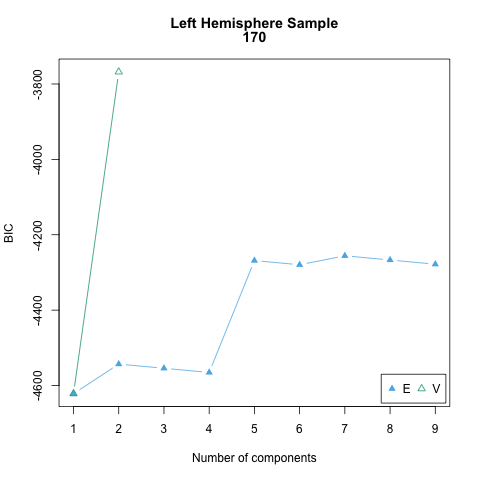 Left Hemisphere Sample
170
BIC
-3800
-4000
-4200
-4400
-4600
1 2 3 4 5 6 7 8 9
Number of components
E V